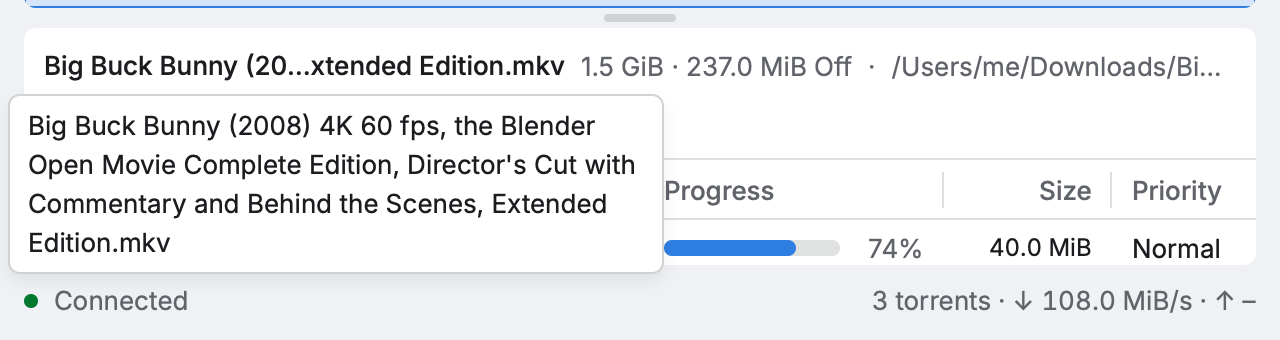 Big Buck Bunny (20...xtended Edition.mkv 1.5 GiB · 237.0 MiB Off · /Users/me/Downloads/Bi...
Big Buck Bunny (2008) 4K 60 fps, the Blender
Open Movie Complete Edition, Director's Cut with
Commentary and Behind the Scenes, Extended
Edition.mkv
Progress Size Priority
74% 40.0 MiB Normal
Connected 3 torrents · ↓ 108.0 MiB/s · ↑ –